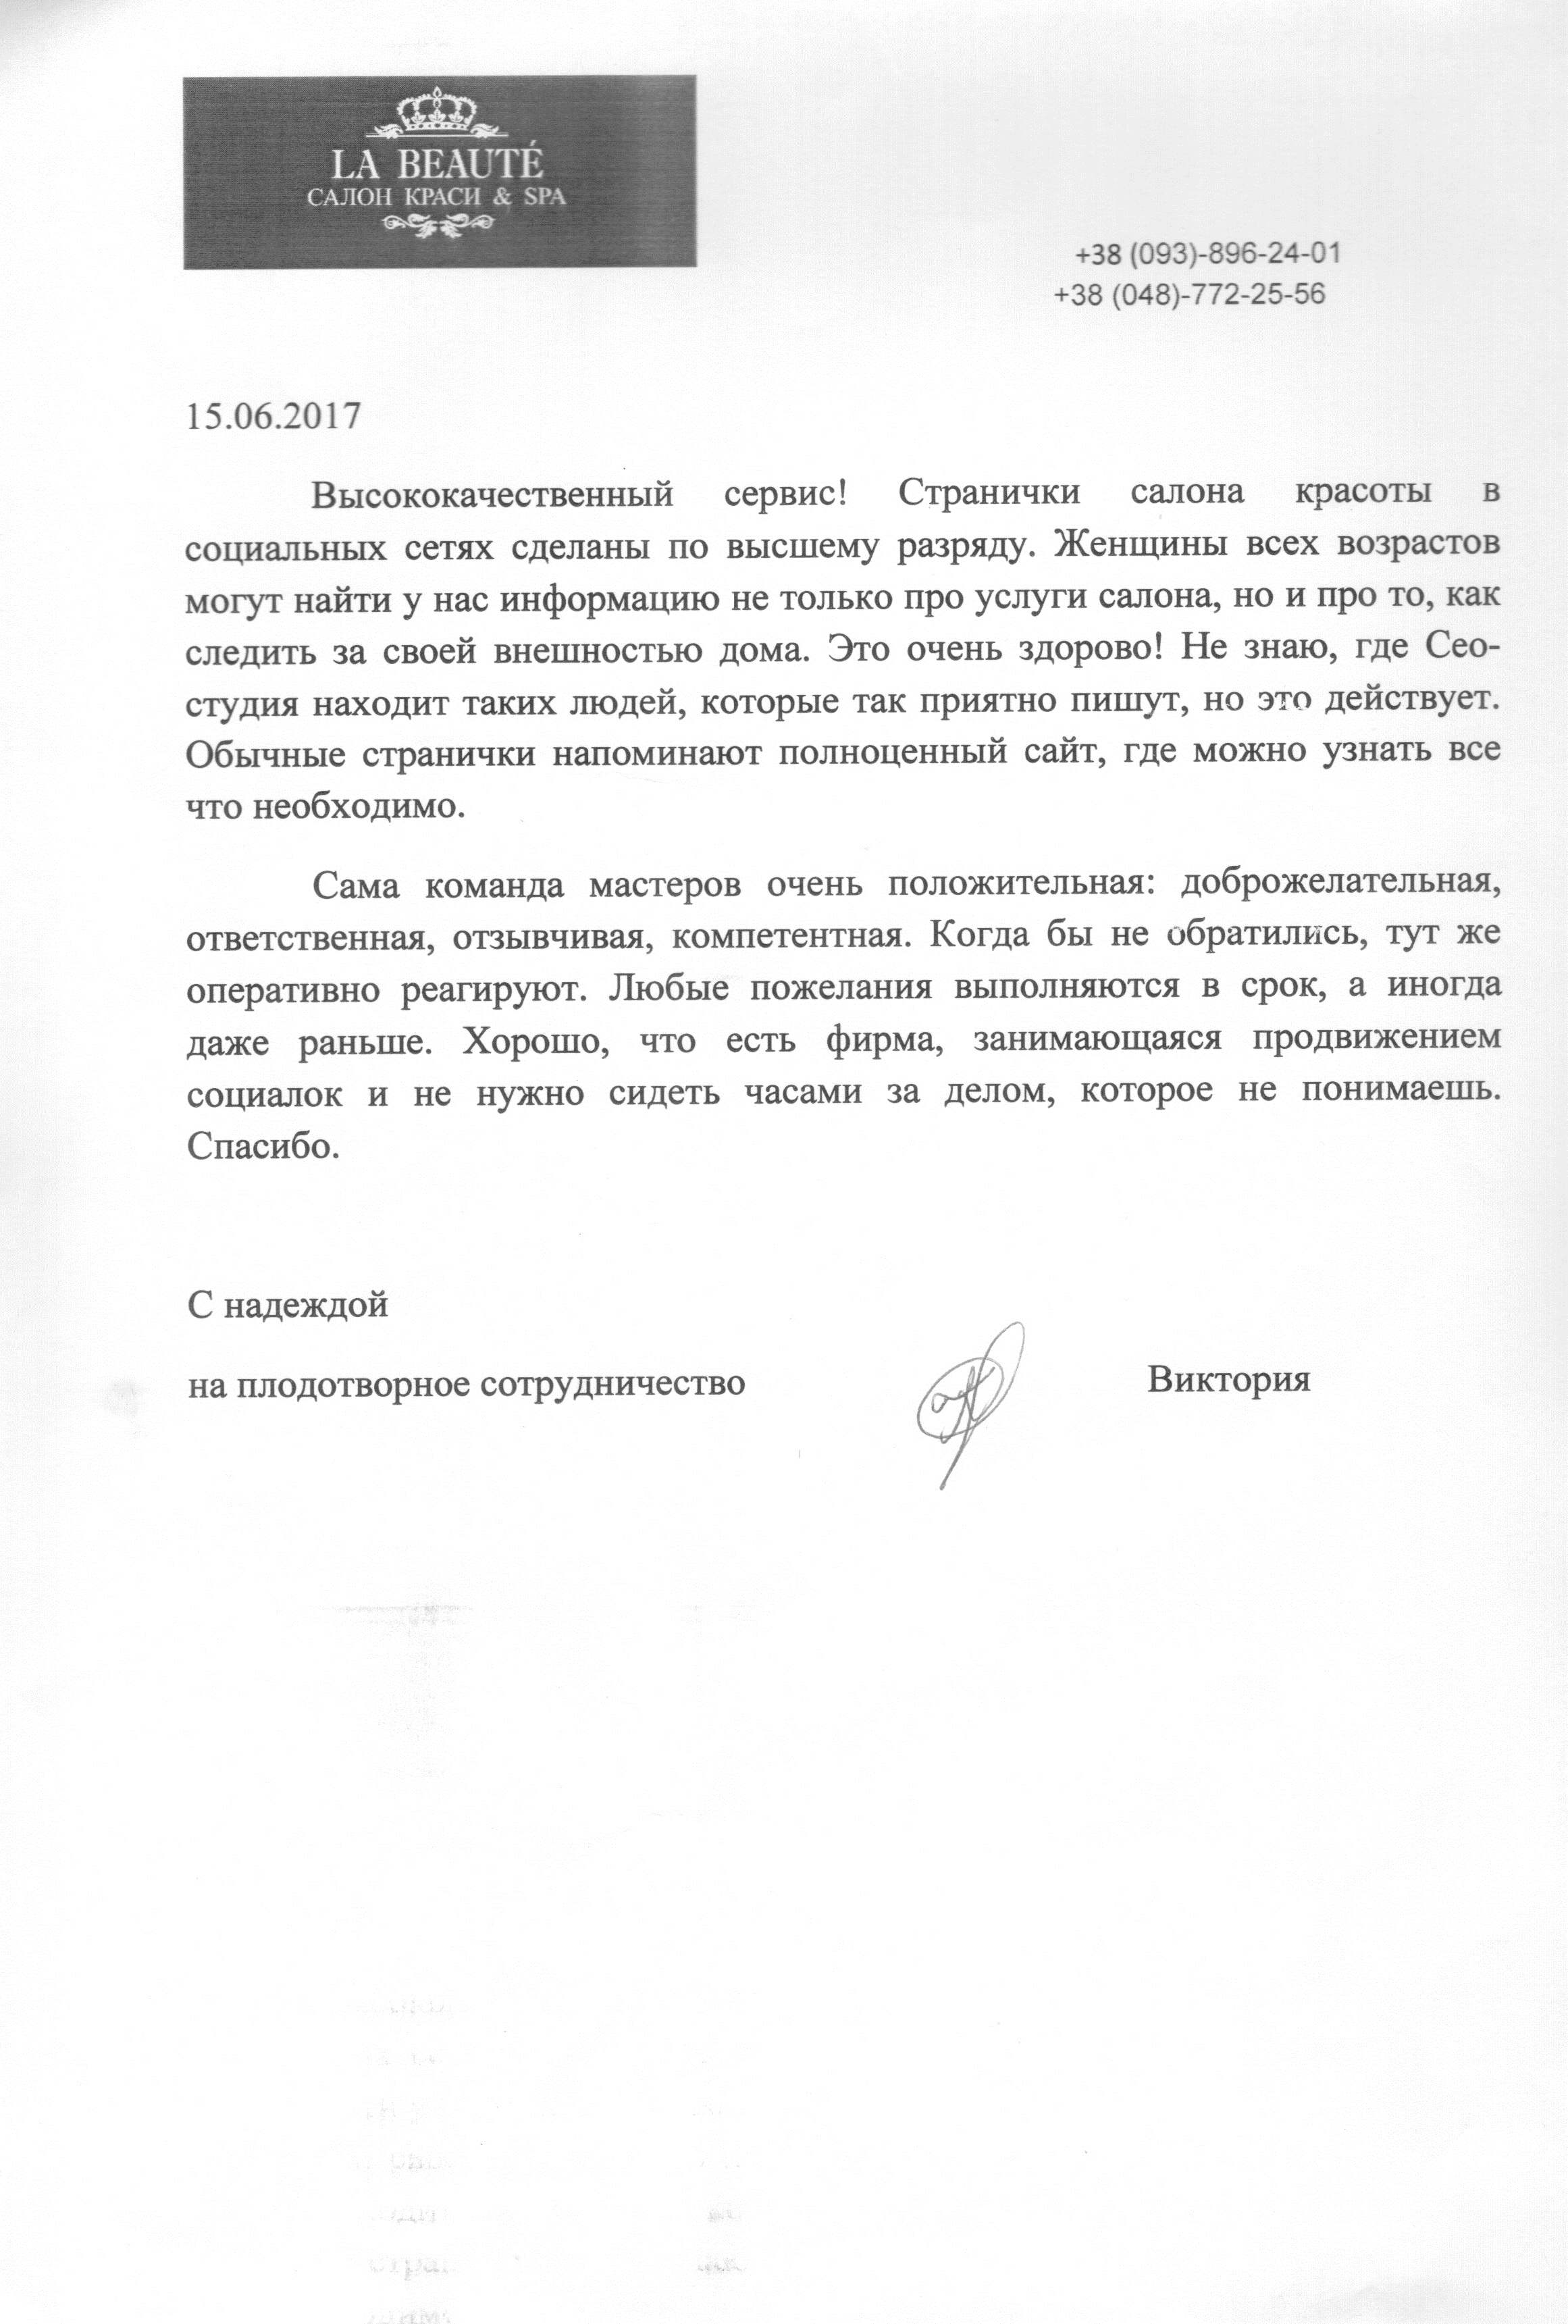 LA BEAUTÉ
САЛОН КРАСИ & SPA
+38 (093)-896-24-01
+38 (048)-772-25-56
15.06.2017
Высококачественный сервис! Странички салона красоты в
социальных сетях сделаны по высшему разряду. Женщины всех возрастов
могут найти у нас информацию не только про услуги салона, но и про то, как
следить за своей внешностью дома. Это очень здорово! Не знаю, где Сео-
студия находит таких людей, которые так приятно пишут, но это действует.
Обычные странички напоминают полноценный сайт, где можно узнать все
что необходимо.
Сама команда мастеров очень положительная: доброжелательная,
ответственная, отзывчивая, компетентная. Когда бы не обратились, тут же
оперативно реагируют. Любые пожелания выполняются в срок, а иногда
даже раньше. Хорошо, что есть фирма, занимающаяся продвижением
социалок и не нужно сидеть часами за делом, которое не понимаешь.
Спасибо.
С надеждой
на плодотворное сотрудничество Виктория